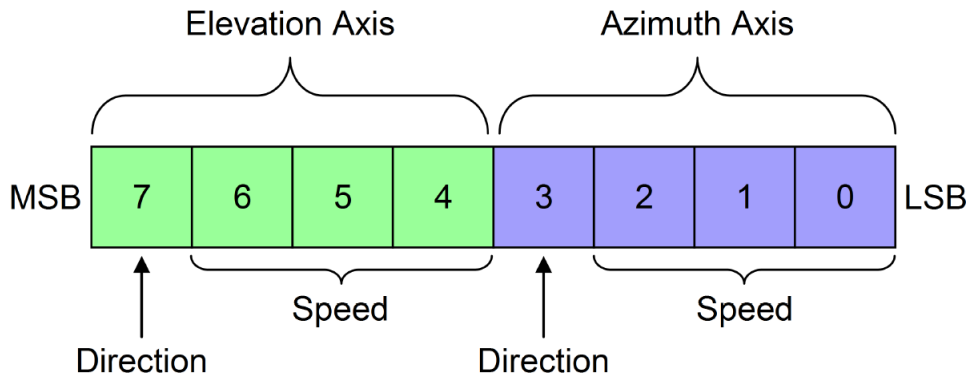 Elevation Axis Azimuth Axis
MSB 7 6 5 4 3 2 1 0 LSB
Speed Speed
Direction Direction